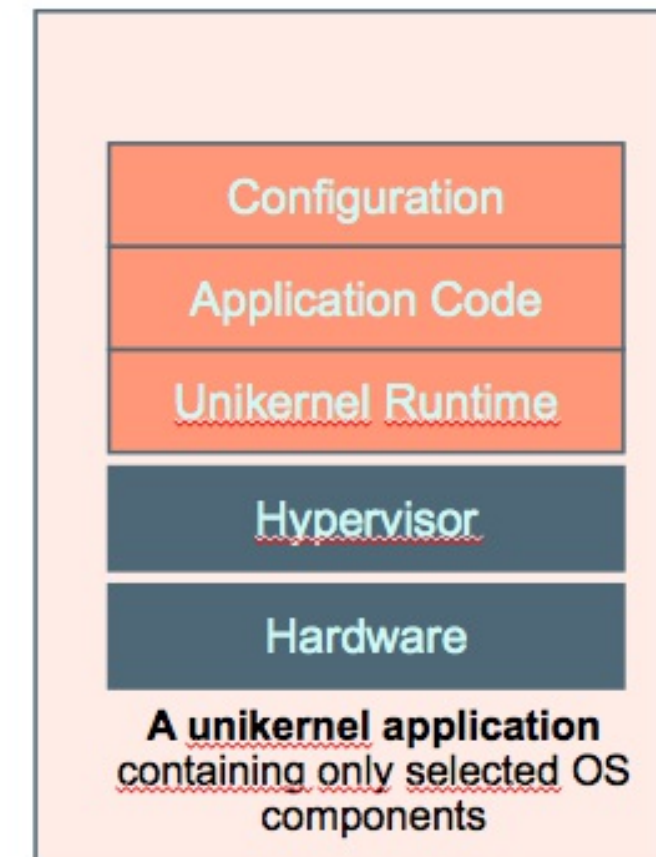 Configuration
Application Code
Unikernel Runtime
Hypervisor
Hardware
A unikernel application
containing only selected OS
components